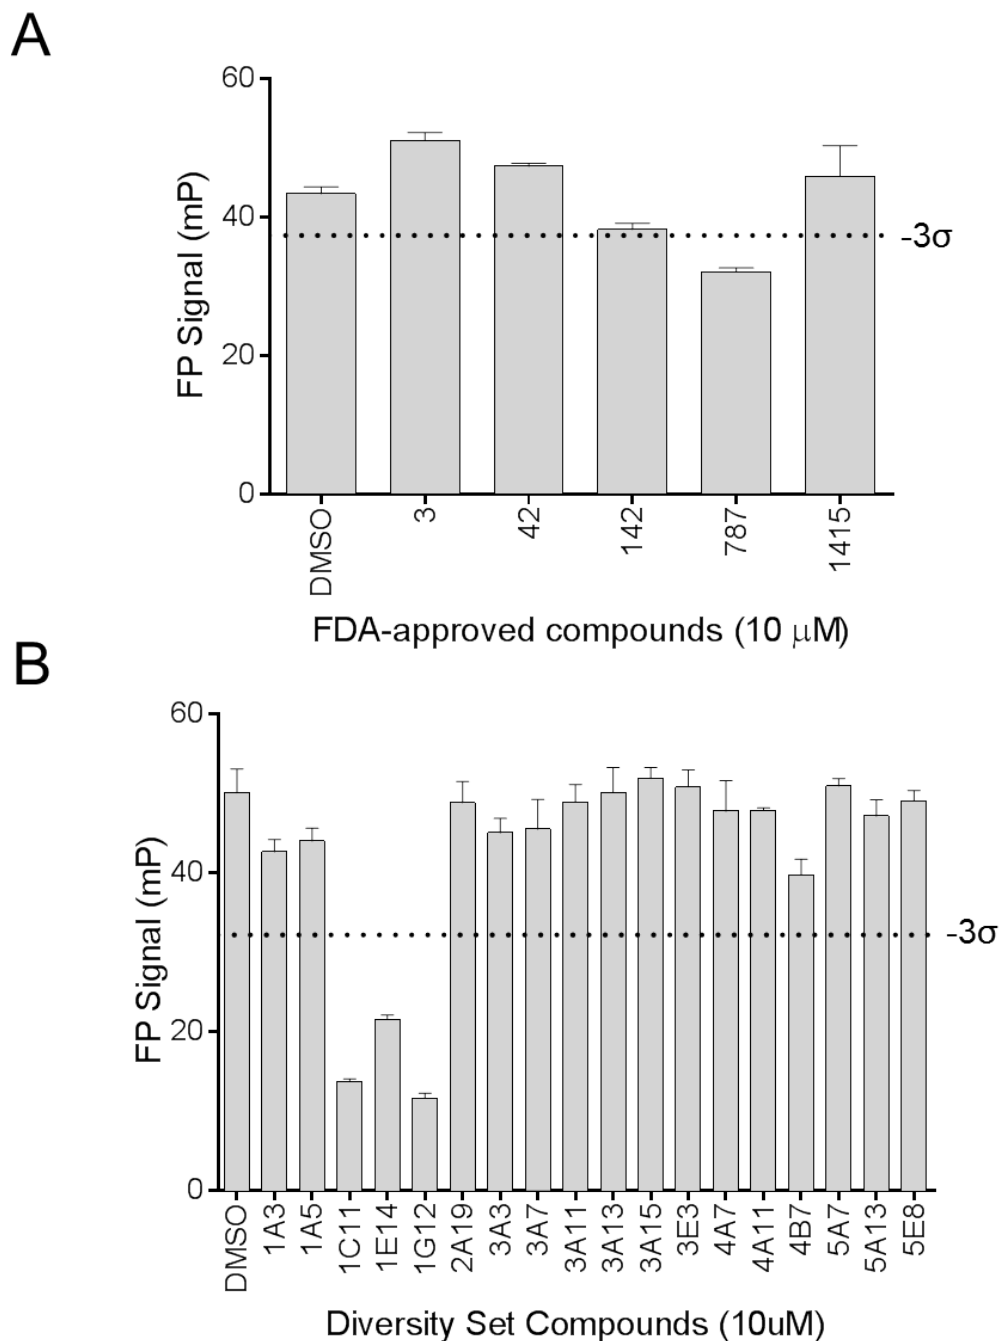 A
60
40
20
0
FP Signal (mP)
-3σ
DMSO
3
42
142
787
1415
FDA-approved compounds (10 μM)
B
60
40
20
0
FP Signal (mP)
-3σ
DMSO
1A3
1A5
1C11
1E14
1G12
2A19
3A3
3A7
3A11
3A13
3A15
3E3
4A7
4A11
4B7
5A7
5A13
5E8
Diversity Set Compounds (10uM)